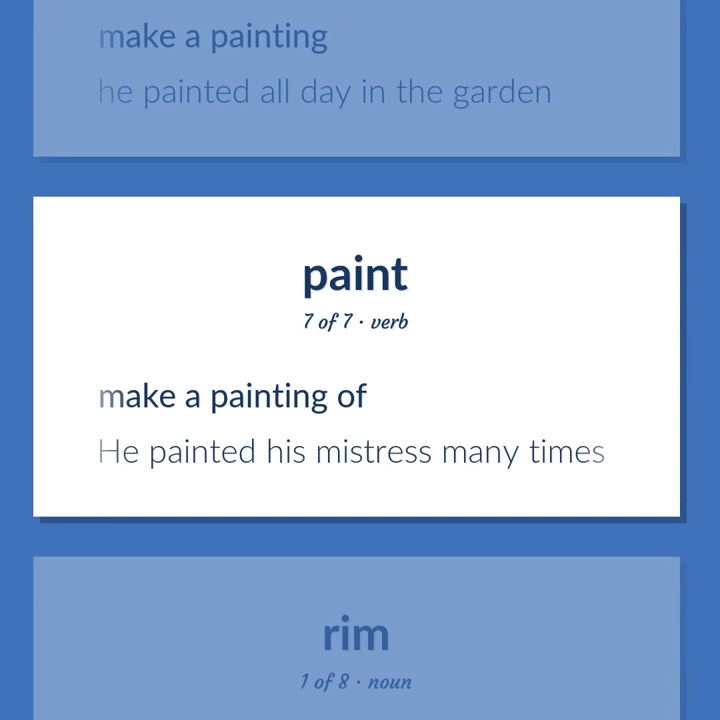 make a painting
he painted all day in the garden
paint
7 of 7 · verb
make a painting of
He painted his mistress many times
rim
1 of 8 · noun